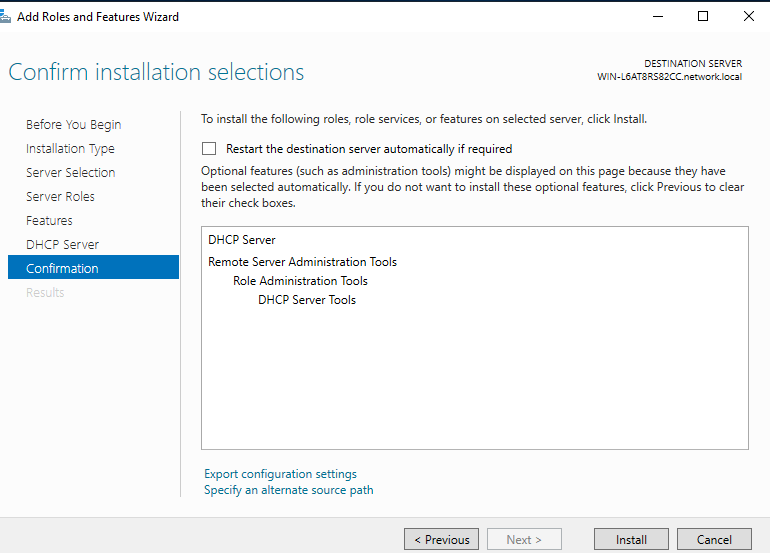 Add Roles and Features Wizard
Confirm installation selections
DESTINATION SERVER
WIN-L6AT8RS82CC.network.local
Before You Begin
Installation Type
Server Selection
Server Roles
Features
DHCP Server
Confirmation
Results
To install the following roles, role services, or features on selected server, click Install.
Restart the destination server automatically if required
Optional features (such as administration tools) might be displayed on this page because they have
been selected automatically. If you do not want to install these optional features, click Previous to clear
their check boxes.
DHCP Server
Remote Server Administration Tools
Role Administration Tools
DHCP Server Tools
Export configuration settings
Specify an alternate source path
< Previous
Next >
Install
Cancel